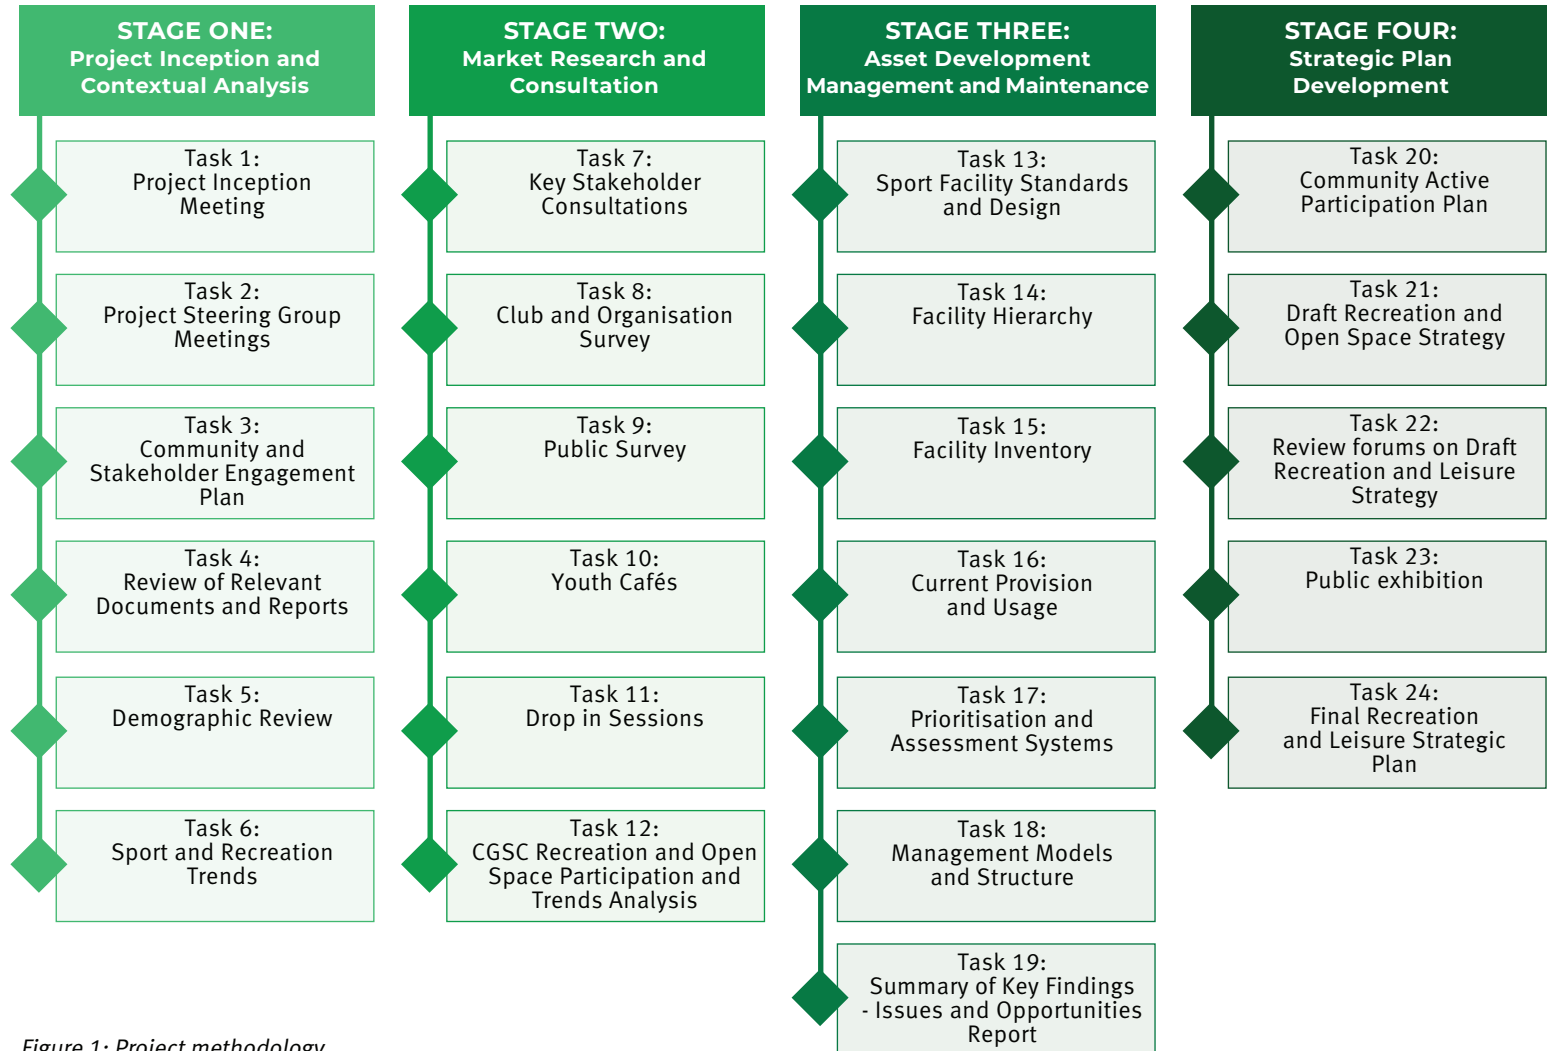 STAGE ONE:
Project Inception and
Contextual Analysis
Task 1:
Project Inception
Meeting
Task 2:
Project Steering Group
Meetings
Task 3:
Community and
Stakeholder Engagement
Plan
Task 4:
Review of Relevant
Documents and Reports
Task 5:
Demographic Review
Task 6:
Sport and Recreation
Trends
STAGE TWO:
Market Research and
Consultation
Task 7:
Key Stakeholder
Consultations
Task 8:
Club and Organisation
Survey
Task 9:
Public Survey
Task 10:
Youth Cafés
Task 11:
Drop in Sessions
Task 12:
CGSC Recreation and Open
Space Participation and
Trends Analysis
STAGE THREE:
Asset Development
Management and Maintenance
Task 13:
Sport Facility Standards
and Design
Task 14:
Facility Hierarchy
Task 15:
Facility Inventory
Task 16:
Current Provision
and Usage
Task 17:
Prioritisation and
Assessment Systems
Task 18:
Management Models
and Structure
Task 19:
Summary of Key Findings
- Issues and Opportunities
Report
STAGE FOUR:
Strategic Plan
Development
Task 20:
Community Active
Participation Plan
Task 21:
Draft Recreation and
Open Space Strategy
Task 22:
Review forums on Draft
Recreation and Leisure
Strategy
Task 23:
Public exhibition
Task 24:
Final Recreation
and Leisure Strategic
Plan
Figure 1: Project methodology